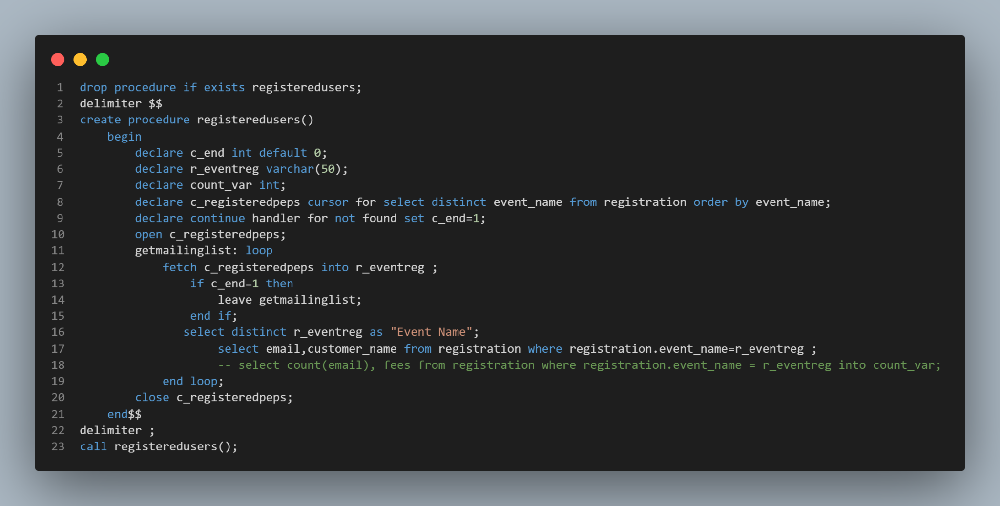 1 drop procedure if exists registeredusers;
2 delimiter $$
3 create procedure registeredusers()
4     begin
5         declare c_end int default 0;
6         declare r_eventreg varchar(50);
7         declare count_var int;
8         declare c_registeredpeps cursor for select distinct event_name from registration order by event_name;
9         declare continue handler for not found set c_end=1;
10         open c_registeredpeps;
11         getmailinglist: loop
12             fetch c_registeredpeps into r_eventreg ;
13                 if c_end=1 then
14                     leave getmailinglist;
15                 end if;
16                select distinct r_eventreg as "Event Name";
17                     select email,customer_name from registration where registration.event_name=r_eventreg ;
18                     -- select count(email), fees from registration where registration.event_name = r_eventreg into count_var;
19             end loop;
20         close c_registeredpeps;
21     end$$
22 delimiter ;
23 call registeredusers();